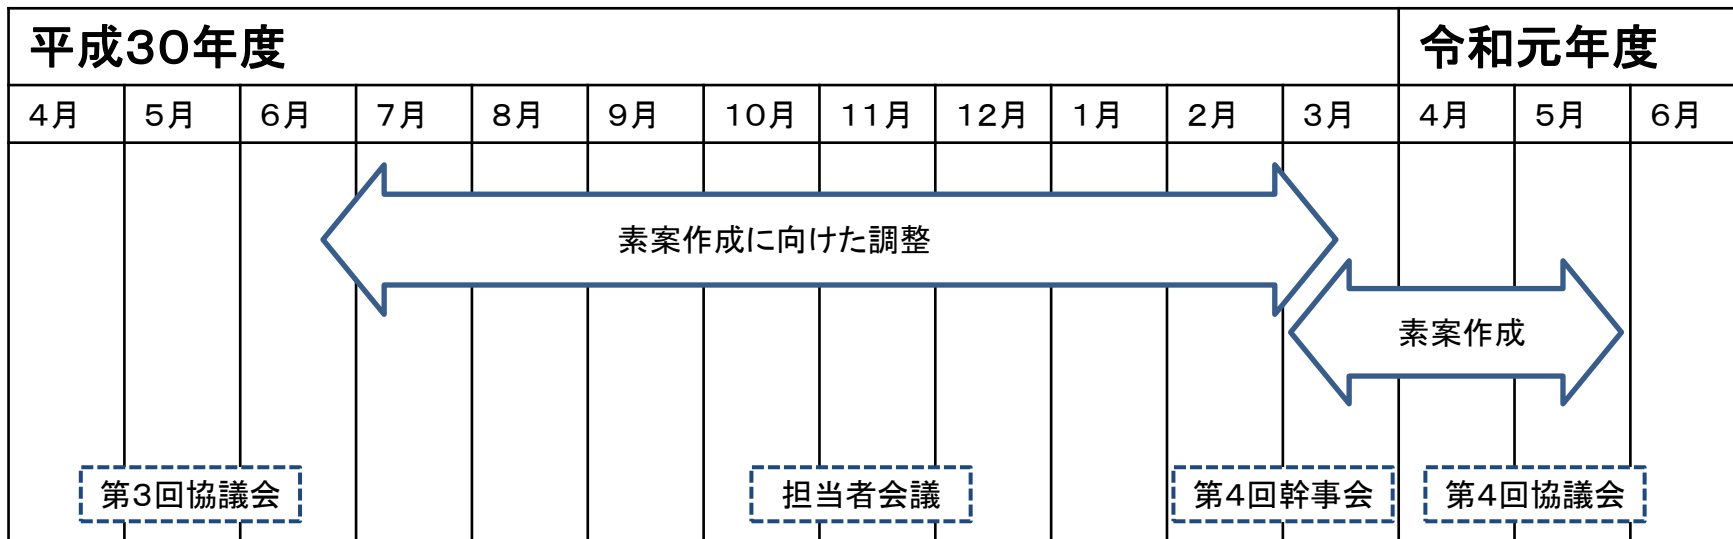 平成３０年度 令和元年度
４月 ５月 ６月 ７月 ８月 ９月 １０月 １１月 １２月 １月 ２月 ３月 ４月 ５月 ６月
素案作成に向けた調整
素案作成
第３回協議会 担当者会議 第４回幹事会 第４回協議会